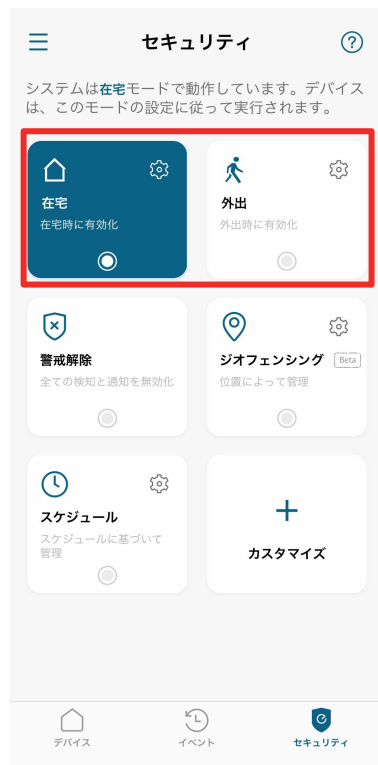 セキュリティ
システムは在宅モードで動作しています。デバイス
は、このモードの設定に従って実行されます。
在宅
在宅時に有効化
外出
外出時に有効化
警戒解除
全ての検知と通知を無効化
ジオフェンシング Beta
位置によって管理
スケジュール
スケジュールに基づいて
管理
カスタマイズ
デバイス
イベント
セキュリティ